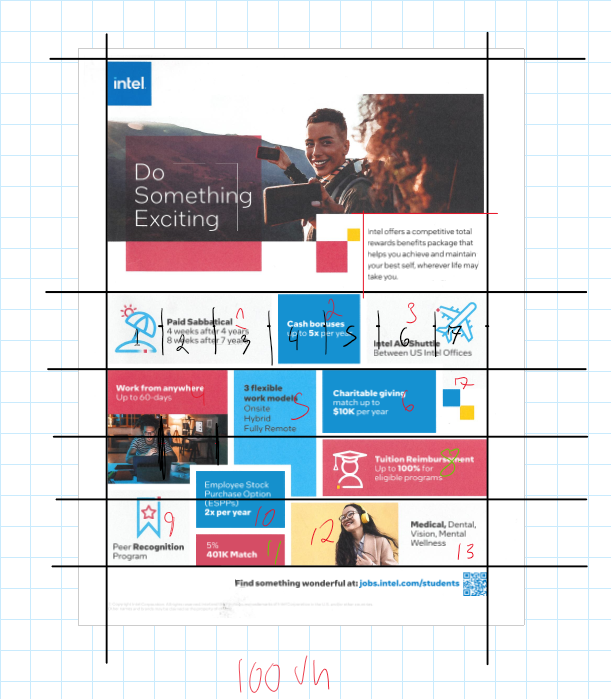 intel
Do
Something
Exciting
Intel offers a competitive total
rewards benefits package that
helps you achieve and maintain
your best self, wherever life may
take you.
Paid Sabbatical
4 weeks after 4 years
8 weeks after 7 years
1 2 3
Cash bonuses
up to 5x per year
2
4 5
3
Intel Air Shuttle
Between US Intel Offices
6 7
Work from anywhere
Up to 60-days
3 flexible
work models
Onsite
Hybrid
Fully Remote
5
Charitable giving
match up to
$10K per year
6
7
Tuition Reimbursement
Up to 100% for
eligible programs
8
Employee Stock
Purchase Option
(ESPPs)
2x per year
10
9
Peer Recognition
Program
5%
401K Match
11
12
Medical, Dental,
Vision, Mental
Wellness
13
Find something wonderful at: jobs.intel.com/students
100 vh